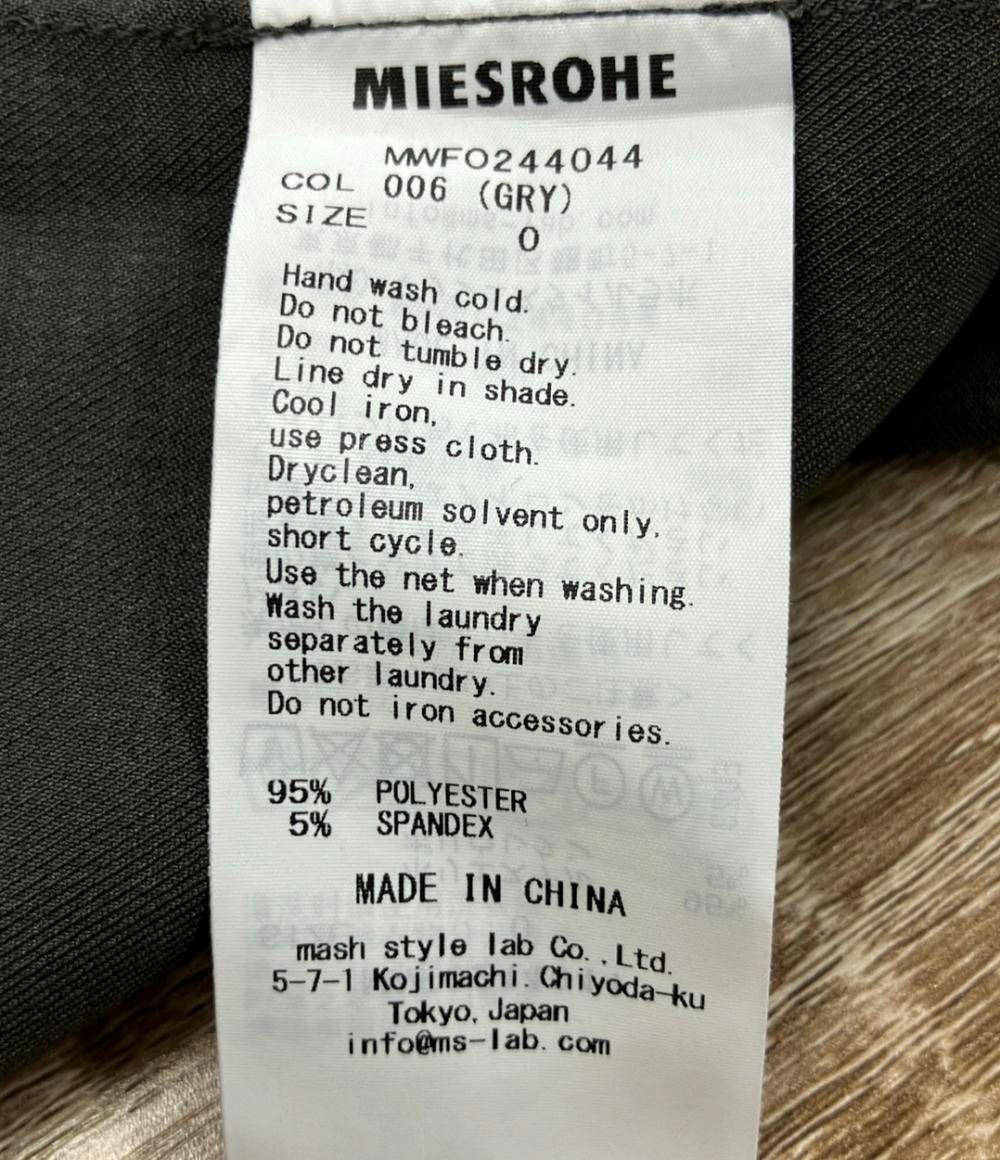 MIESROHE
MWFO244044
COL 006 (GRY)
SIZE 0
Hand wash cold.
Do not bleach.
Do not tumble dry.
Line dry in shade.
Cool iron,
use press cloth.
Dryclean,
petroleum solvent only,
short cycle.
Use the net when washing.
Wash the laundry
separately from
other laundry.
Do not iron accessories.
95% POLYESTER
5% SPANDEX
MADE IN CHINA
mash style lab Co.,Ltd.
5-7-1 Kojimachi. Chiyoda-ku
Tokyo, Japan
info@ms-lab.com